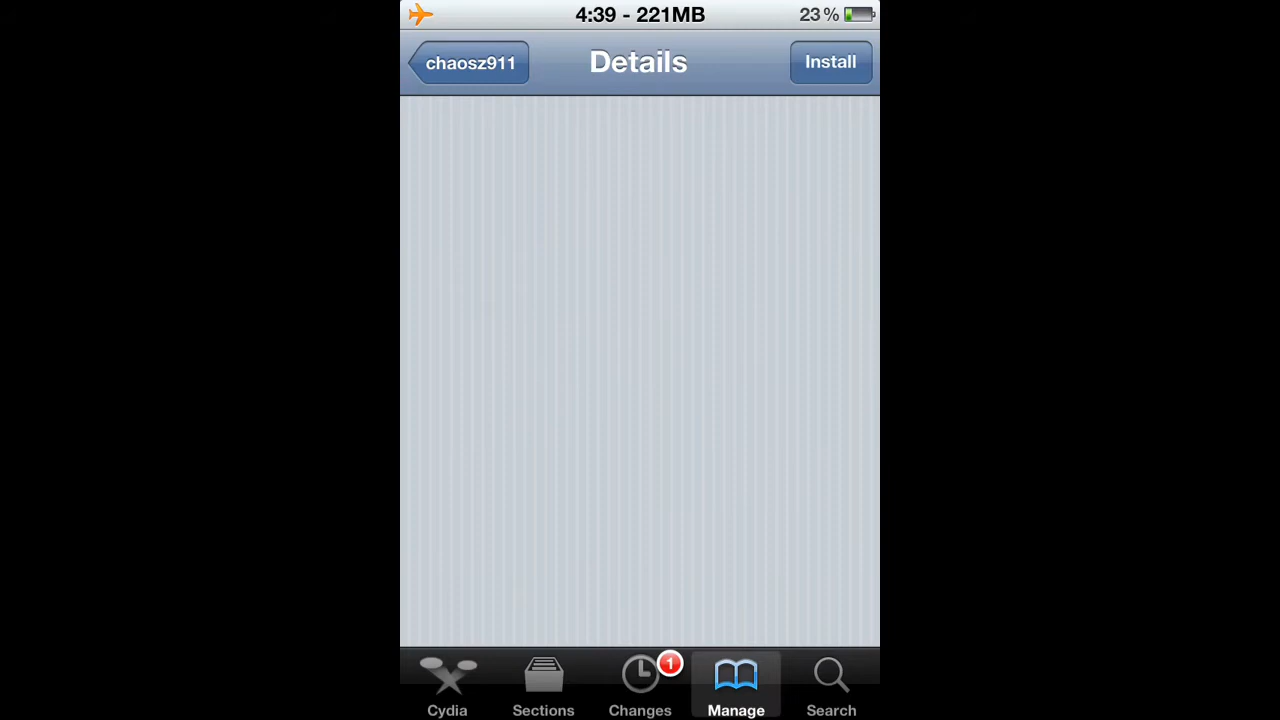 4:39 - 221MB
23 %
chaosz911
Details
Install
1
Cydia
Sections
Changes
Manage
Search